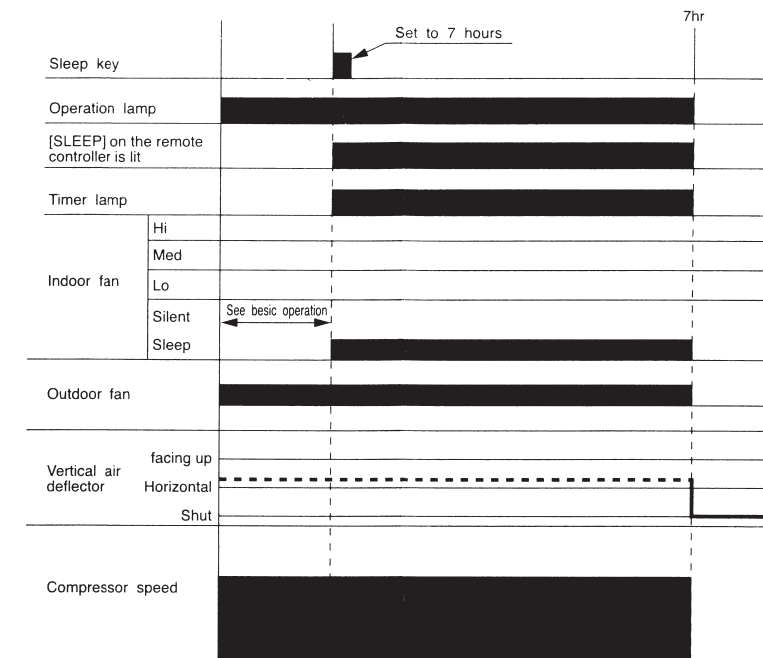 7hr
Set to 7 hours
Sleep key
Operation lamp
[SLEEP] on the remote
controller is lit
Timer lamp
Indoor fan
Hi
Med
Lo
Silent
See besic operation
Sleep
Outdoor fan
Vertical air
deflector
facing up
Horizontal
Shut
Compressor speed